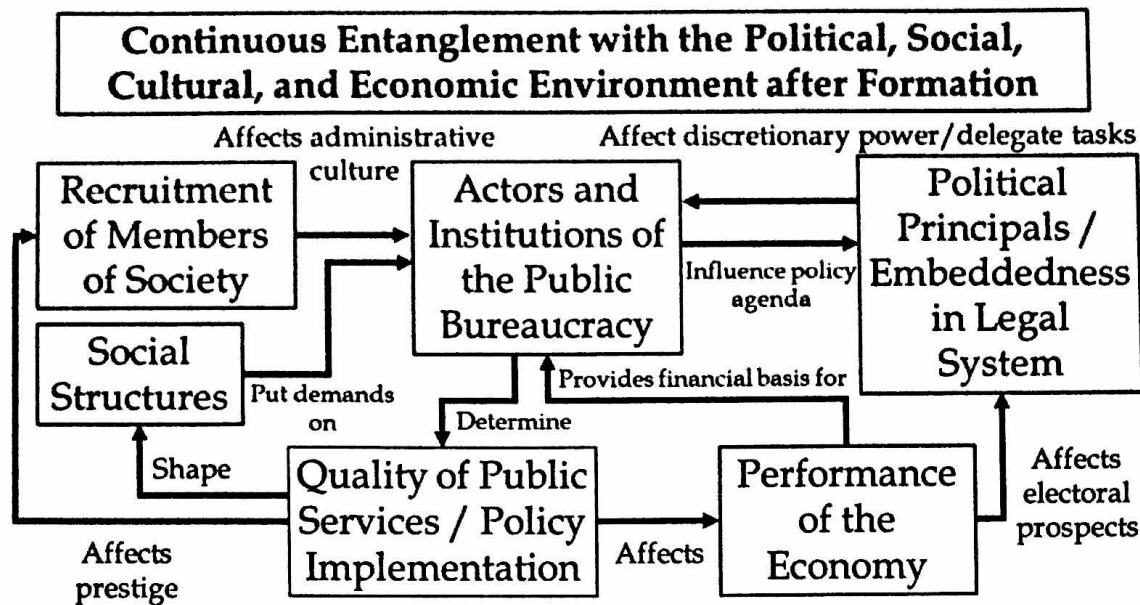 Continuous Entanglement with the Political, Social,
Cultural, and Economic Environment after Formation
Affects administrative
culture
Affect discretionary power/delegate tasks
Recruitment
of Members
of Society
Actors and
Institutions of
the Public
Bureaucracy
Political
Principals /
Embeddedness
in Legal
System
Influence policy
agenda
Social
Structures
Put demands
on
Provides financial basis for
Determine
Shape
Quality of Public
Services / Policy
Implementation
Performance
of the
Economy
Affects
electoral
prospects
Affects
prestige
Affects